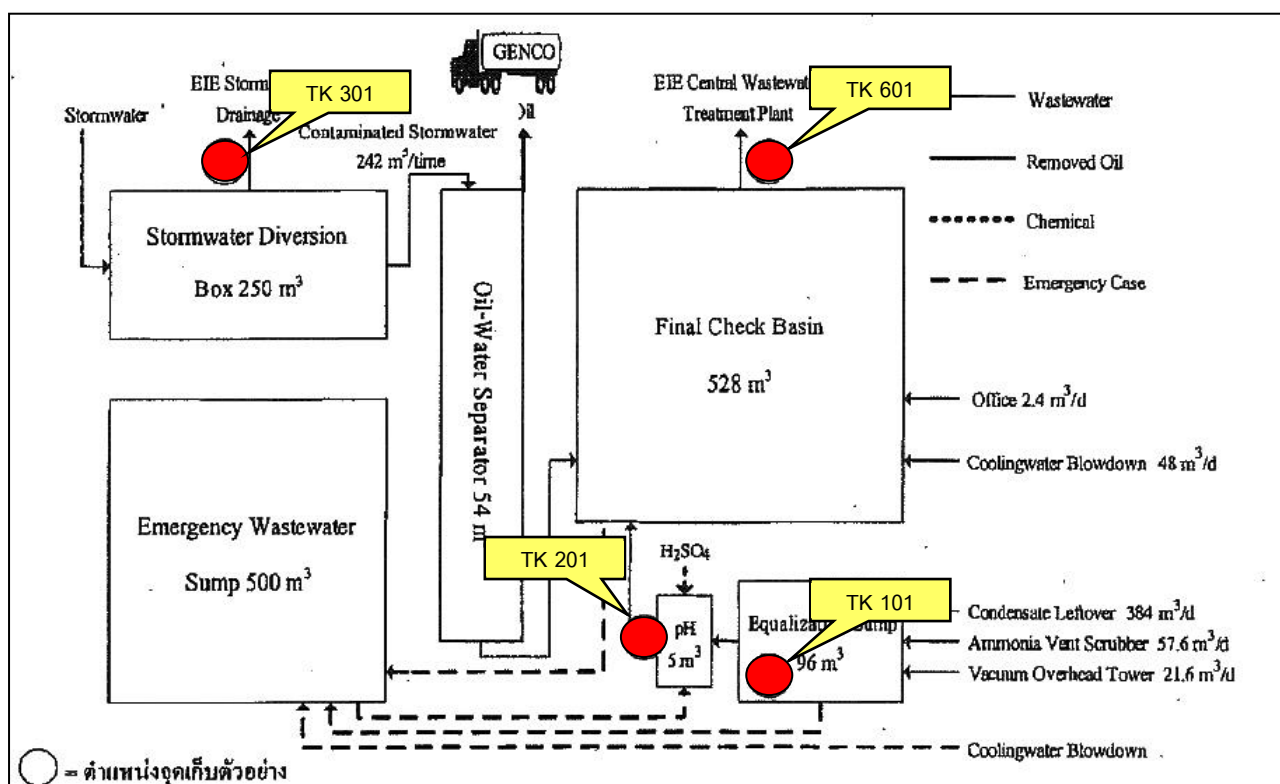 GENCO
EIE Storm
Drainage
TK 301
Stormwater
Contaminated Stormwater
242 m³/time
Oil
EIE Central Wastewater
Treatment Plant
TK 601
Wastewater
Removed Oil
Chemical
Emergency Case
Stormwater Diversion
Box 250 m³
Oil-Water Separator 54 m
Final Check Basin
528 m³
Office 2.4 m³/d
Coolingwater Blowdown 48 m³/d
Emergency Wastewater
Sump 500 m³
TK 201
H₂SO₄
pH
5 m³
TK 101
96 m³
Condensate Leftover 384 m³/d
Ammonia Vent Scrubber 57.6 m³/d
Vacuum Overhead Tower 21.6 m³/d
Coolingwater Blowdown
= ตำแหน่งจุดเก็บตัวอย่าง